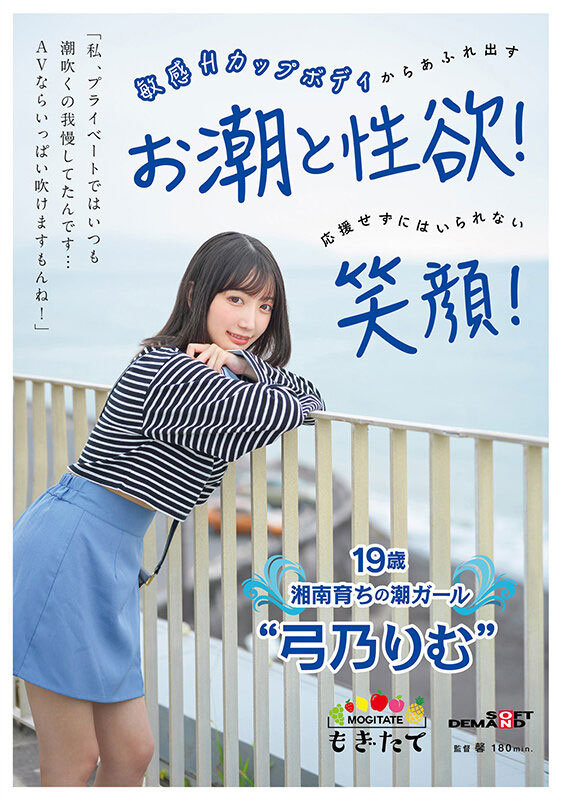 「私、プライベートではいつも
潮吹くの我慢してたんです…
AVならいっぱい吹けますもんね!」
敏感Hカップボディからあふれ出す
お潮と性欲!
応援せずにはいられない
笑顔!
19歳
湘南育ちの潮ガール
“弓乃りむ”
MOGITATE
もぎたて
SOFT
DEMAND
監督 馨 180min.